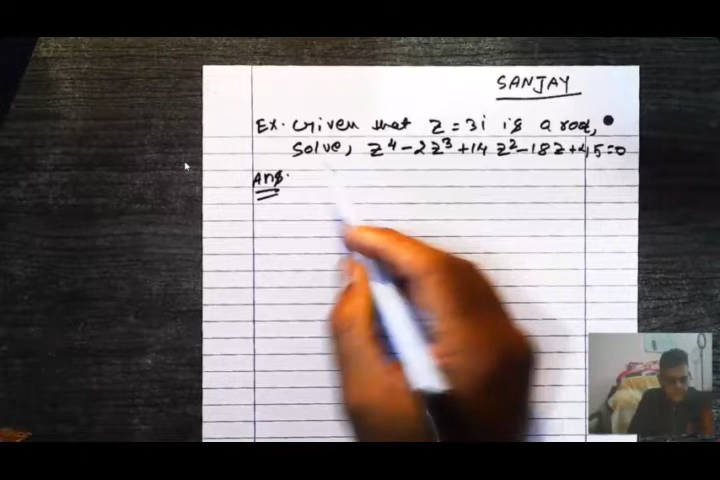 SANJAY
Ex. Given that z = 3i is a root,
Solve, z⁴ - 2z³ + 14z² - 18z + 45 = 0
Ans.